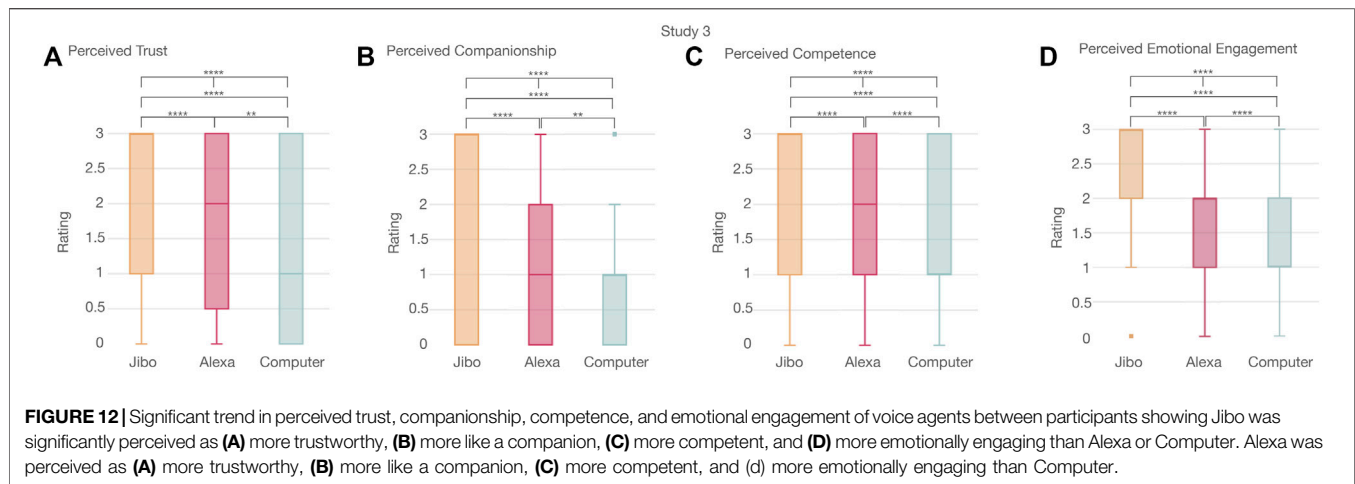 Study 3
A Perceived Trust
B Perceived Companionship
C Perceived Competence
D Perceived Emotional Engagement
****
****
**** **
Rating
3
2.5
2
1.5
1
0.5
0
Jibo Alexa Computer
****
****
**** **
Rating
3
2.5
2
1.5
1
0.5
0
Jibo Alexa Computer
****
****
**** ****
Rating
3
2.5
2
1.5
1
0.5
0
Jibo Alexa Computer
****
****
**** ****
Rating
3
2.5
2
1.5
1
0.5
0
Jibo Alexa Computer
FIGURE 12 | Significant trend in perceived trust, companionship, competence, and emotional engagement of voice agents between participants showing Jibo was
significantly perceived as (A) more trustworthy, (B) more like a companion, (C) more competent, and (D) more emotionally engaging than Alexa or Computer. Alexa was
perceived as (A) more trustworthy, (B) more like a companion, (C) more competent, and (d) more emotionally engaging than Computer.